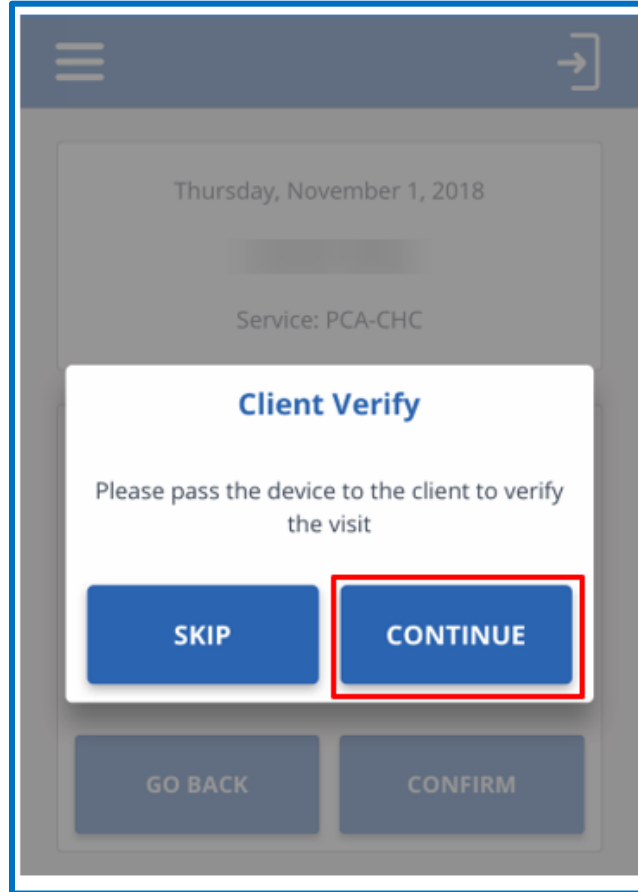 Thursday, November 1, 2018
Service: PCA-CHC
Client Verify
Please pass the device to the client to verify
the visit
SKIP
CONTINUE
GO BACK
CONFIRM